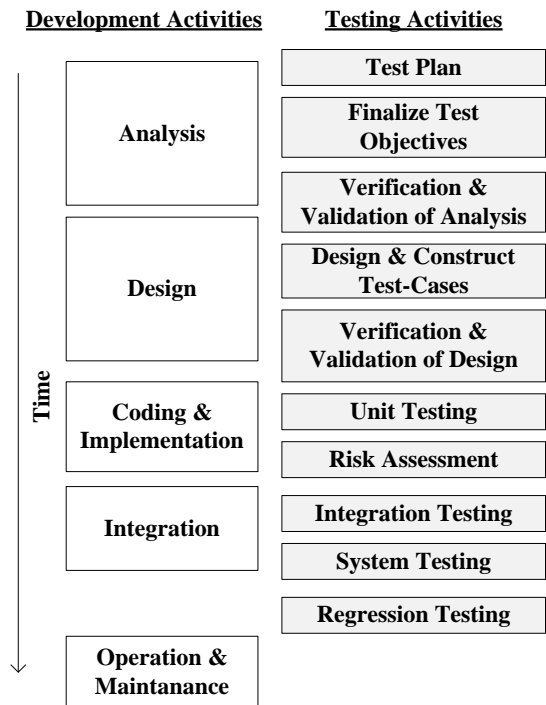 Development Activities
Testing Activities
Time
Analysis
Design
Coding &
Implementation
Integration
Operation &
Maintanance
Test Plan
Finalize Test
Objectives
Verification &
Validation of Analysis
Design & Construct
Test-Cases
Verification &
Validation of Design
Unit Testing
Risk Assessment
Integration Testing
System Testing
Regression Testing